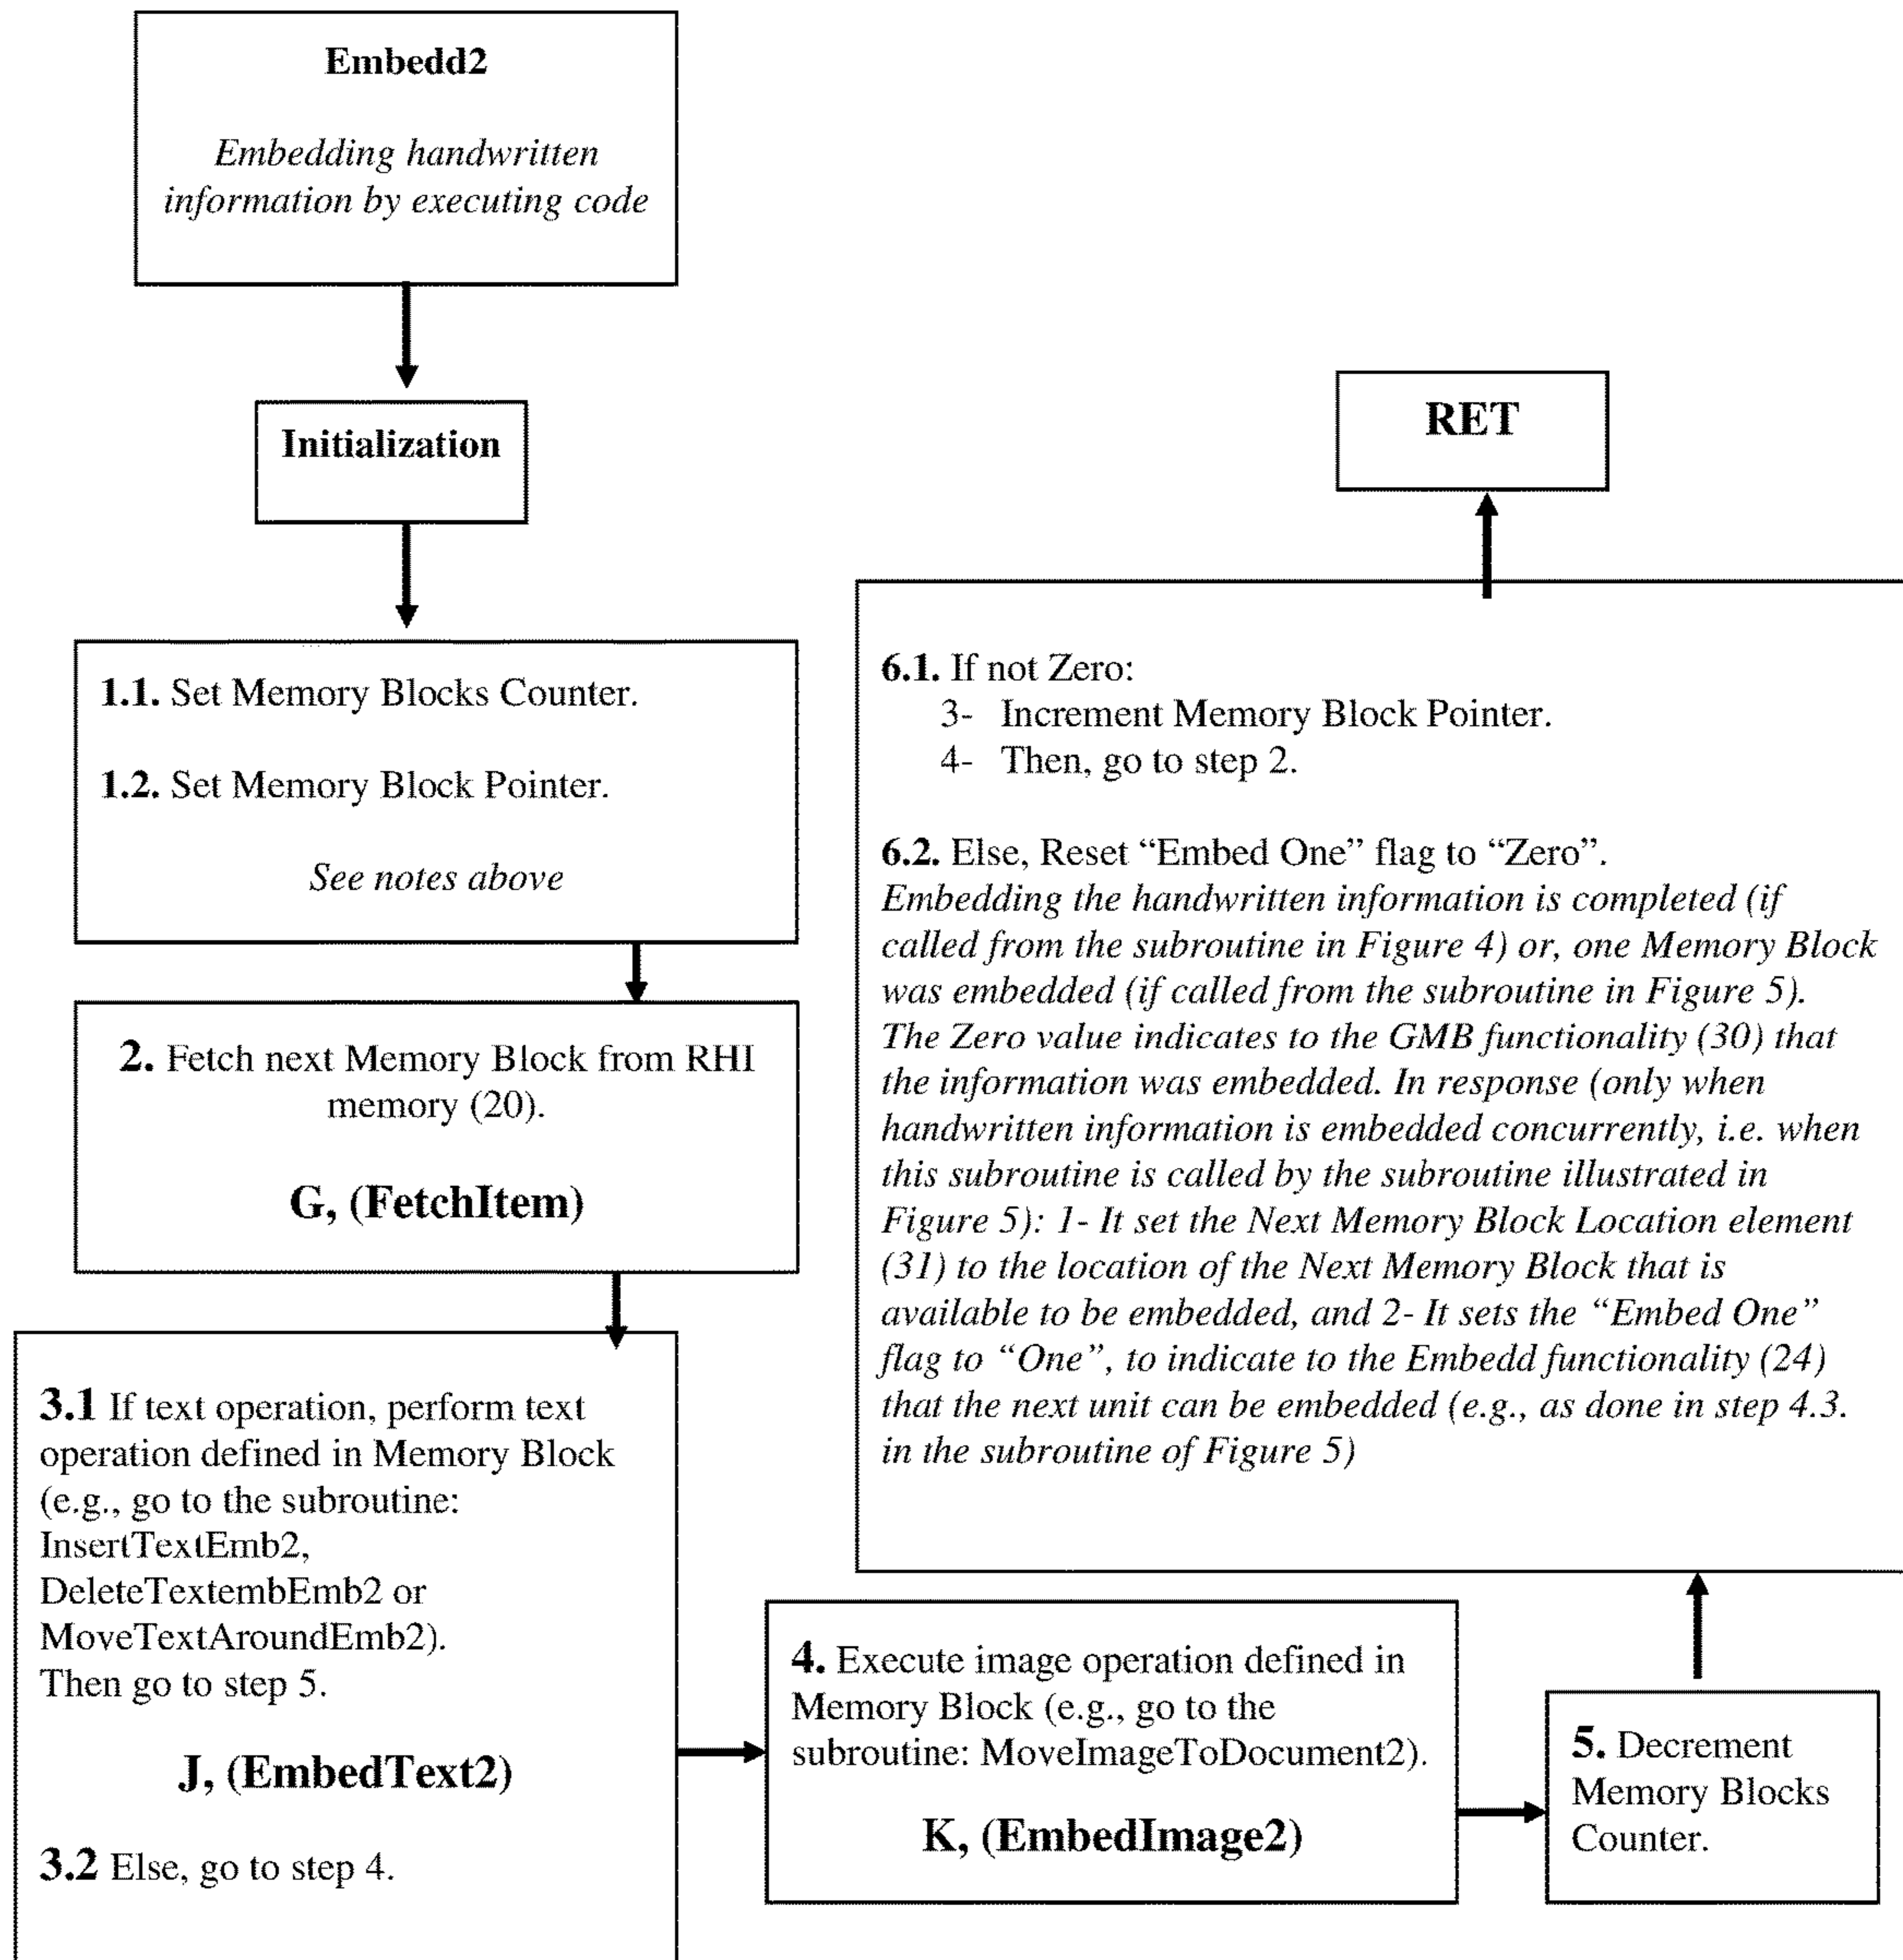 Embedd2
Embedding handwritten
information by executing code
Initialization
1.1. Set Memory Blocks Counter.
1.2. Set Memory Block Pointer.
See notes above
2. Fetch next Memory Block from RHI
memory (20).
G, (FetchItem)
3.1 If text operation, perform text
operation defined in Memory Block
(e.g., go to the subroutine:
InsertTextEmb2,
DeleteTextembEmb2 or
MoveTextAroundEmb2).
Then go to step 5.
J, (EmbedText2)
3.2 Else, go to step 4.
4. Execute image operation defined in
Memory Block (e.g., go to the
subroutine: MoveImageToDocument2).
K, (EmbedImage2)
5. Decrement
Memory Blocks
Counter.
6.1. If not Zero:
3- Increment Memory Block Pointer.
4- Then, go to step 2.
6.2. Else, Reset “Embed One” flag to “Zero”.
Embedding the handwritten information is completed (if
called from the subroutine in Figure 4) or, one Memory Block
was embedded (if called from the subroutine in Figure 5).
The Zero value indicates to the GMB functionality (30) that
the information was embedded. In response (only when
handwritten information is embedded concurrently, i.e. when
this subroutine is called by the subroutine illustrated in
Figure 5): 1- It set the Next Memory Block Location element
(31) to the location of the Next Memory Block that is
available to be embedded, and 2- It sets the “Embed One”
flag to “One”, to indicate to the Embedd functionality (24)
that the next unit can be embedded (e.g., as done in step 4.3.
in the subroutine of Figure 5)
RET